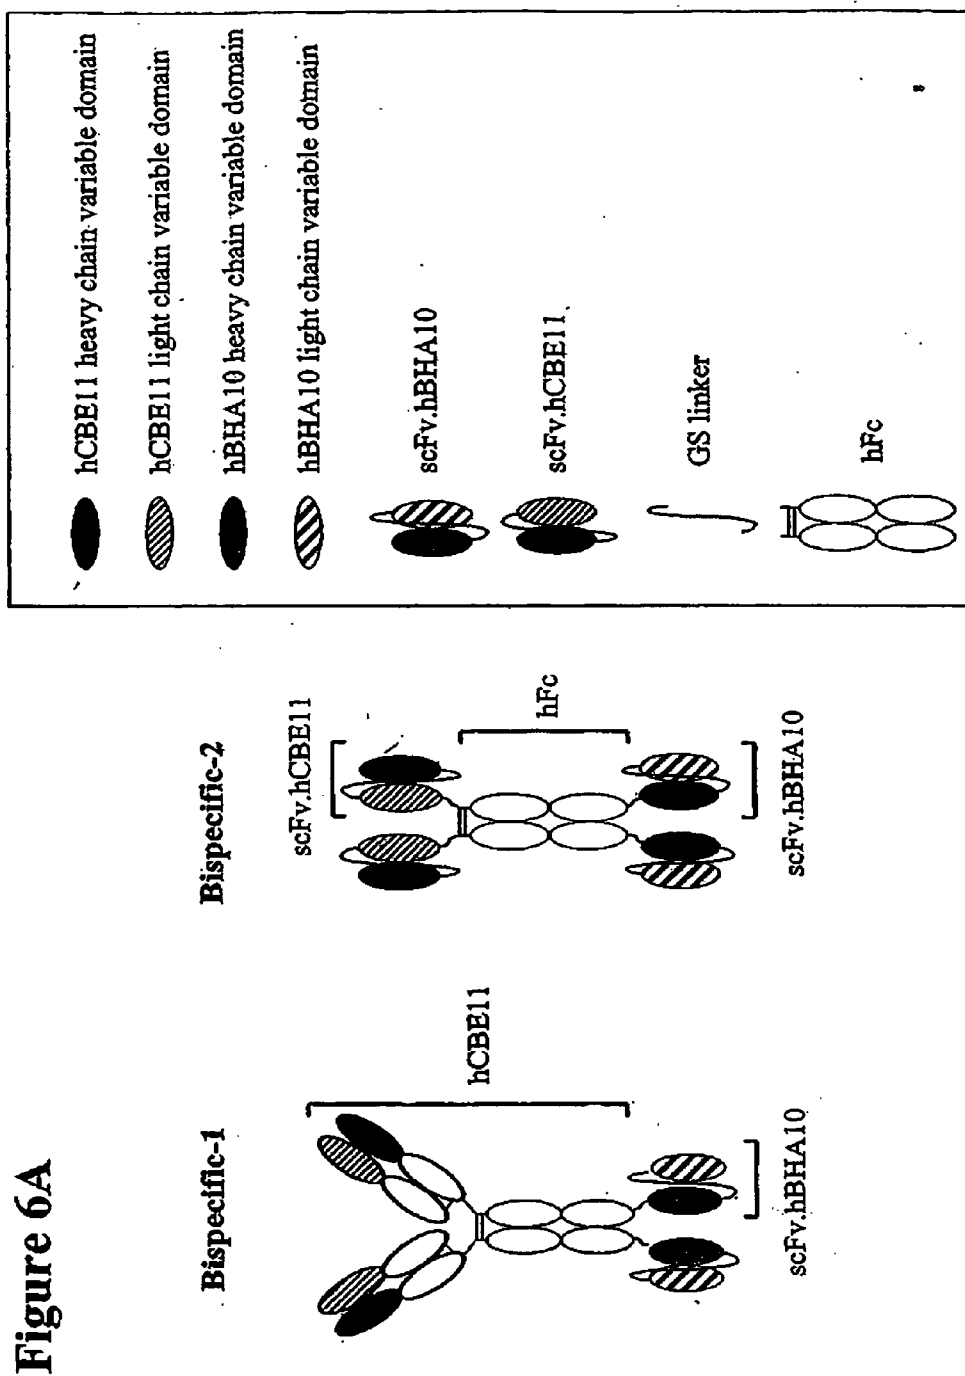 Figure 6A
Bispecific-1
hCBE11
scFv.hBHA10
Bispecific-2
scFv.hCBE11
hFc
scFv.hBHA10
hCBE11 heavy chain variable domain
hCBE11 light chain variable domain
hBHA10 heavy chain variable domain
hBHA10 light chain variable domain
scFv.hBHA10
scFv.hCBE11
GS linker
hFc